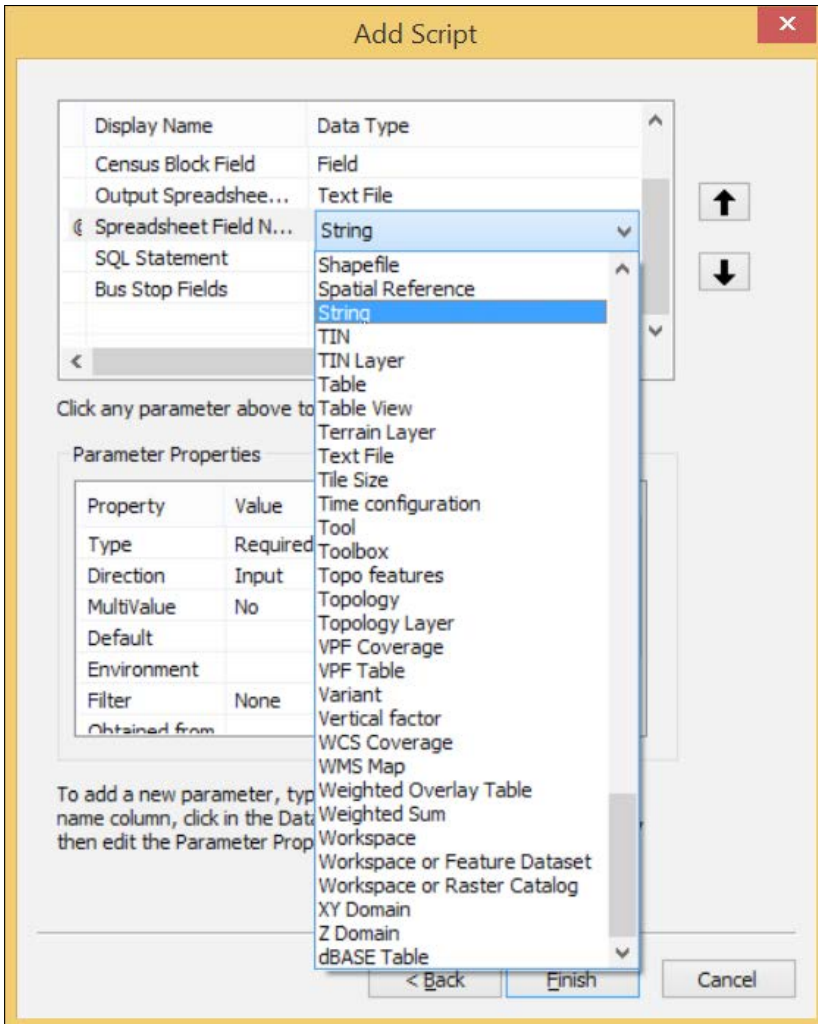 Add Script
Display Name Data Type
Census Block Field Field
Output Spreadshee... Text File
Spreadsheet Field N... String
SQL Statement
Bus Stop Fields
Shapefile
Spatial Reference
String
TIN
TIN Layer
Table
Table View
Terrain Layer
Text File
Tile Size
Time configuration
Tool
Toolbox
Topo features
Topology
Topology Layer
VPF Coverage
VPF Table
Variant
Vertical factor
WCS Coverage
WMS Map
Weighted Overlay Table
Weighted Sum
Workspace
Workspace or Feature Dataset
Workspace or Raster Catalog
XY Domain
Z Domain
dBASE Table
Click any parameter above to
Parameter Properties
Property Value
Type Required
Direction Input
MultiValue No
Default
Environment
Filter None
Obtained from
To add a new parameter, typ
name column, click in the Data
then edit the Parameter Prop
< Back Finish Cancel